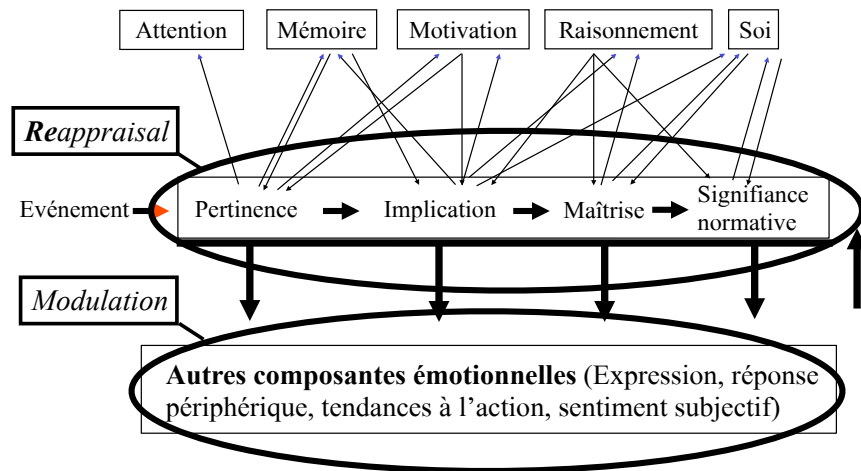 Attention
Mémoire
Motivation
Raisonnement
Soi
Reappraisal
Evénement
Pertinence
Implication
Maîtrise
Signifiance
normative
Modulation
Autres composantes émotionnelles (Expression, réponse
périphérique, tendances à l’action, sentiment subjectif)